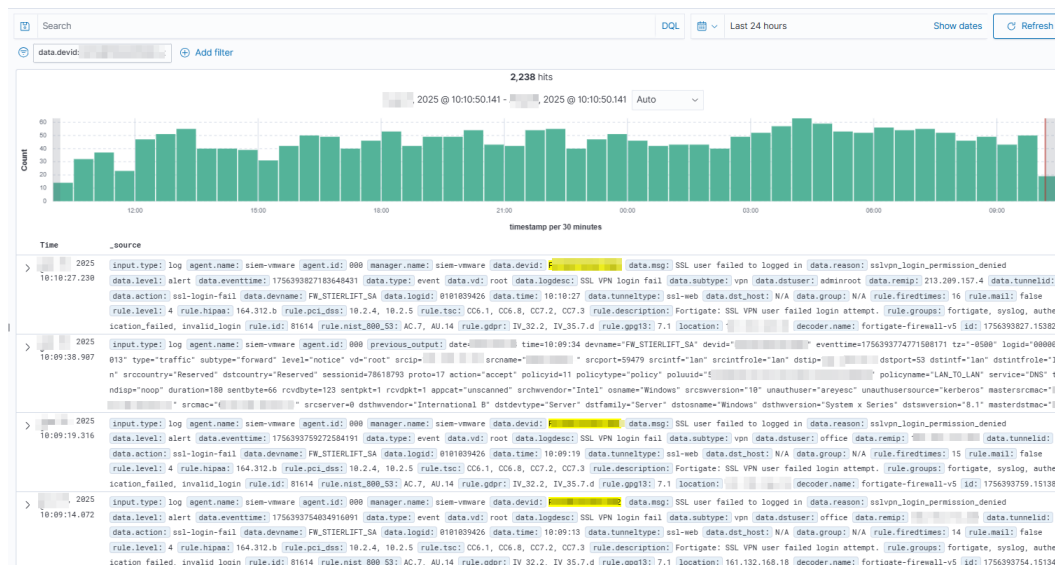 Search DQL Last 24 hours Show dates Refresh
data.devid: Add filter
2,238 hits
, 2025 @ 10:10:50.141 - , 2025 @ 10:10:50.141 Auto
Count
60
50
40
30
20
10
0
12:00 15:00 18:00 21:00 00:00 03:00 06:00 09:00
timestamp per 30 minutes
Time _source
2025 input.type: log agent.name: siem-vmware agent.id: 000 manager.name: siem-vmware data.devid: F data.msg: SSL user failed to logged in data.reason: sslvpn_login_permission_denied
10:10:27.230 data.level: alert data.eventtime: 1756393827183648431 data.type: event data.vd: root data.logdesc: SSL VPN login fail data.subtype: vpn data.dstuser: adminroot data.remip: 213.209.157.4 data.tunnelid:
data.action: ssl-login-fail data.devname: FW_STIERLIFT_SA data.logid: 0101039426 data.time: 10:10:27 data.tunneltype: ssl-web data.dst_host: N/A data.group: N/A rule.firedtimes: 16 rule.mail: false
rule.level: 4 rule.hipaa: 164.312.b rule.pci_dss: 10.2.4, 10.2.5 rule.tsc: CC6.1, CC6.8, CC7.2, CC7.3 rule.description: Fortigate: SSL VPN user failed login attempt. rule.groups: fortigate, syslog, authe
ication_failed, invalid_login rule.id: 81614 rule.nist_800_53: AC.7, AU.14 rule.gdpr: IV_32.2, IV_35.7.d rule.gpg13: 7.1 location: decoder.name: fortigate-firewall-v5 id: 1756393827.15382
2025 input.type: log agent.name: siem-vmware agent.id: 000 previous_output: date= time=10:09:34 devname="FW_STIERLIFT_SA" devid=" " eventtime=1756393774771508171 tz="-0500" logid="00000
10:09:38.907 013" type="traffic" subtype="forward" level="notice" vd="root" srcip= srcname=" " srcport=59479 srcintf="lan" srcintfrole="lan" dstip= dstport=53 dstintf="lan" dstintfrole="l
n" srccountry="Reserved" dstcountry="Reserved" sessionid=78618793 proto=17 action="accept" policyid=11 policytype="policy" poluuid="5 " policyname="LAN_TO_LAN" service="DNS" t
ndisp="noop" duration=180 sentbyte=66 rcvdbyte=123 sentpkt=1 rcvdpkt=1 appcat="unscanned" srchwvendor="Intel" osname="Windows" srcswversion="10" unauthuser="areyesc" unauthusersource="kerberos" mastersrcmac="
" srcmac=" " srcserver=0 dsthwvendor="International B" dstdevtype="Server" dstfamily="Server" dstosname="Windows" dsthwversion="System x Series" dstswversion="8.1" masterdstmac="
2025 input.type: log agent.name: siem-vmware agent.id: 000 manager.name: siem-vmware data.devid: F data.msg: SSL user failed to logged in data.reason: sslvpn_login_permission_denied
10:09:19.316 data.level: alert data.eventtime: 1756393759272584191 data.type: event data.vd: root data.logdesc: SSL VPN login fail data.subtype: vpn data.dstuser: office data.remip: data.tunnelid:
data.action: ssl-login-fail data.devname: FW_STIERLIFT_SA data.logid: 0101039426 data.time: 10:09:19 data.tunneltype: ssl-web data.dst_host: N/A data.group: N/A rule.firedtimes: 15 rule.mail: false
rule.level: 4 rule.hipaa: 164.312.b rule.pci_dss: 10.2.4, 10.2.5 rule.tsc: CC6.1, CC6.8, CC7.2, CC7.3 rule.description: Fortigate: SSL VPN user failed login attempt. rule.groups: fortigate, syslog, authe
ication_failed, invalid_login rule.id: 81614 rule.nist_800_53: AC.7, AU.14 rule.gdpr: IV_32.2, IV_35.7.d rule.gpg13: 7.1 location: decoder.name: fortigate-firewall-v5 id: 1756393759.15138
2025 input.type: log agent.name: siem-vmware agent.id: 000 manager.name: siem-vmware data.devid: data.msg: SSL user failed to logged in data.reason: sslvpn_login_permission_denied
10:09:14.072 data.level: alert data.eventtime: 1756393754034916091 data.type: event data.vd: root data.logdesc: SSL VPN login fail data.subtype: vpn data.dstuser: office data.remip: data.tunnelid:
data.action: ssl-login-fail data.devname: FW_STIERLIFT_SA data.logid: 0101039426 data.time: 10:09:13 data.tunneltype: ssl-web data.dst_host: N/A data.group: N/A rule.firedtimes: 14 rule.mail: false
rule.level: 4 rule.hipaa: 164.312.b rule.pci_dss: 10.2.4, 10.2.5 rule.tsc: CC6.1, CC6.8, CC7.2, CC7.3 rule.description: Fortigate: SSL VPN user failed login attempt. rule.groups: fortigate, syslog, authe
ication_failed, invalid_login rule.id: 81614 rule.nist_800_53: AC.7, AU.14 rule.gdpr: IV_32.2, IV_35.7.d rule.gpg13: 7.1 location: 161.132.168.18 decoder.name: fortigate-firewall-v5 id: 1756393754.15134